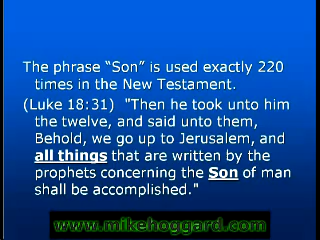 The phrase “Son” is used exactly 220
times in the New Testament.
(Luke 18:31)  "Then he took unto him
the twelve, and said unto them,
Behold, we go up to Jerusalem, and
all things that are written by the
prophets concerning the Son of man
shall be accomplished."
www.mikehoggard.com